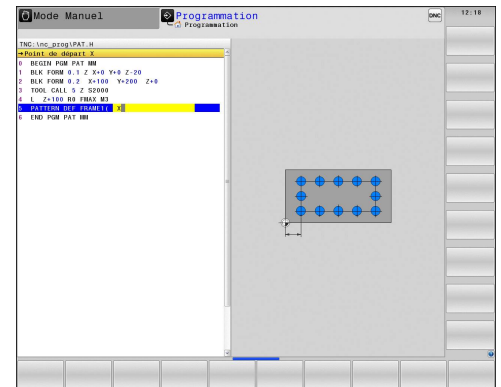 Mode Manuel
Programmation
Programmation
DNC
12:18
TNC:\nc_prog\PAT.H
→Point de départ X
0 BEGIN PGM PAT MM
1 BLK FORM 0.1 Z X+0 Y+0 Z-20
2 BLK FORM 0.2 X+100 Y+200 Z+0
3 TOOL CALL 5 Z S2000
4 L Z+100 R0 FMAX M3
5 PATTERN DEF FRAME1( X
6 END PGM PAT MM